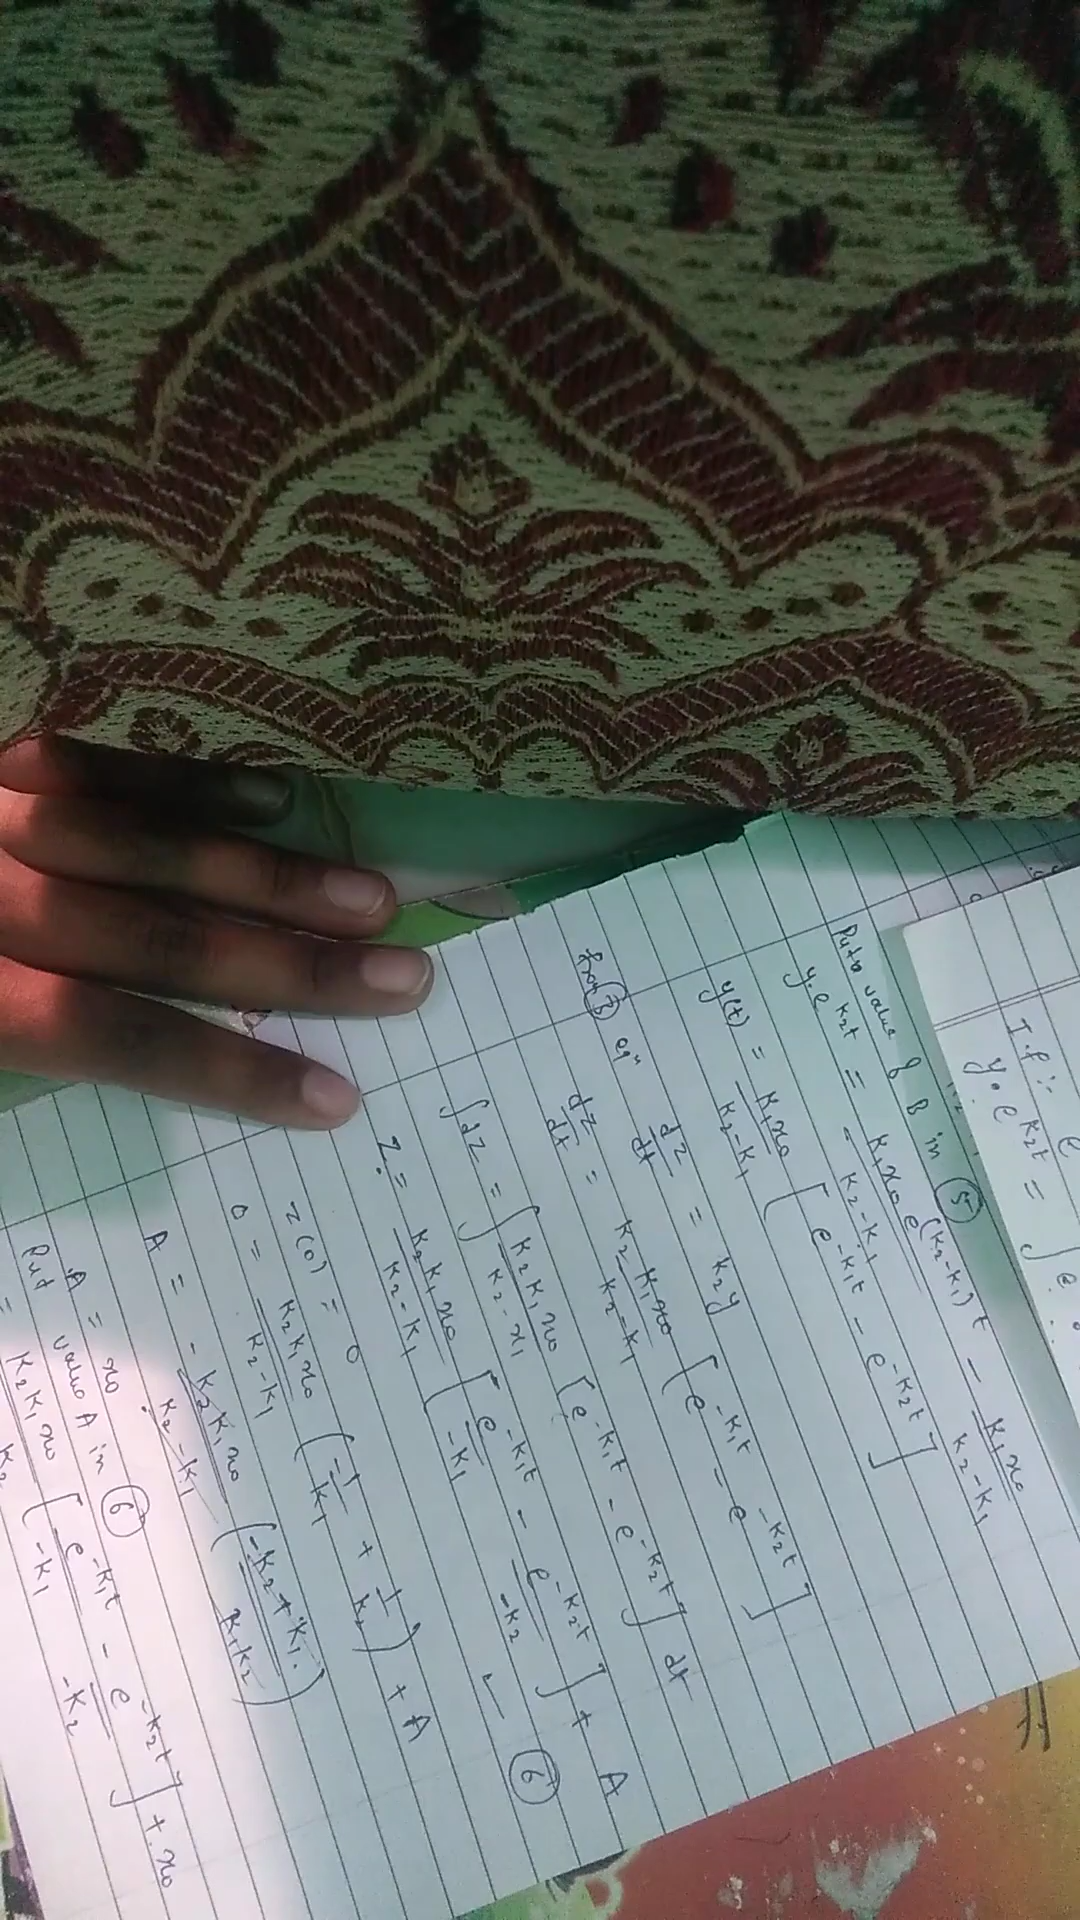 I.f :- e
y. e^{k₂t} = ∫ e
Put value of B in ⑤
y. e^{k₂t} = k₁x₀ e^{(k₂-k₁)t} / k₂-k₁ - k₁x₀ / k₂-k₁
y(t) = k₁x₀ / k₂-k₁ [ e^{-k₁t} - e^{-k₂t} ]
from ③ eqⁿ dz/dt = k₂y
dz/dt = k₂ k₁x₀ / k₂-k₁ [ e^{-k₁t} - e^{-k₂t} ]
∫dz = ∫ k₂k₁x₀ / k₂-x₁ [ e^{-k₁t} - e^{-k₂t} ] dt
z = k₂k₁x₀ / k₂-k₁ [ e^{-k₁t} / -k₁ - e^{-k₂t} / -k₂ ] + A — ⑥
z(0) = 0
0 = k₂k₁x₀ / k₂-k₁ ( -1/k₁ + 1/k₂ ) + A
A = - k₂k₁x₀ / k₂-k₁ ( -k₂+k₁ / k₁k₂ )
A = x₀
Put value A in ⑥
= k₂k₁x₀ / k₂ [ e^{-k₁t} / -k₁ - e^{-k₂t} / -k₂ ] + x₀